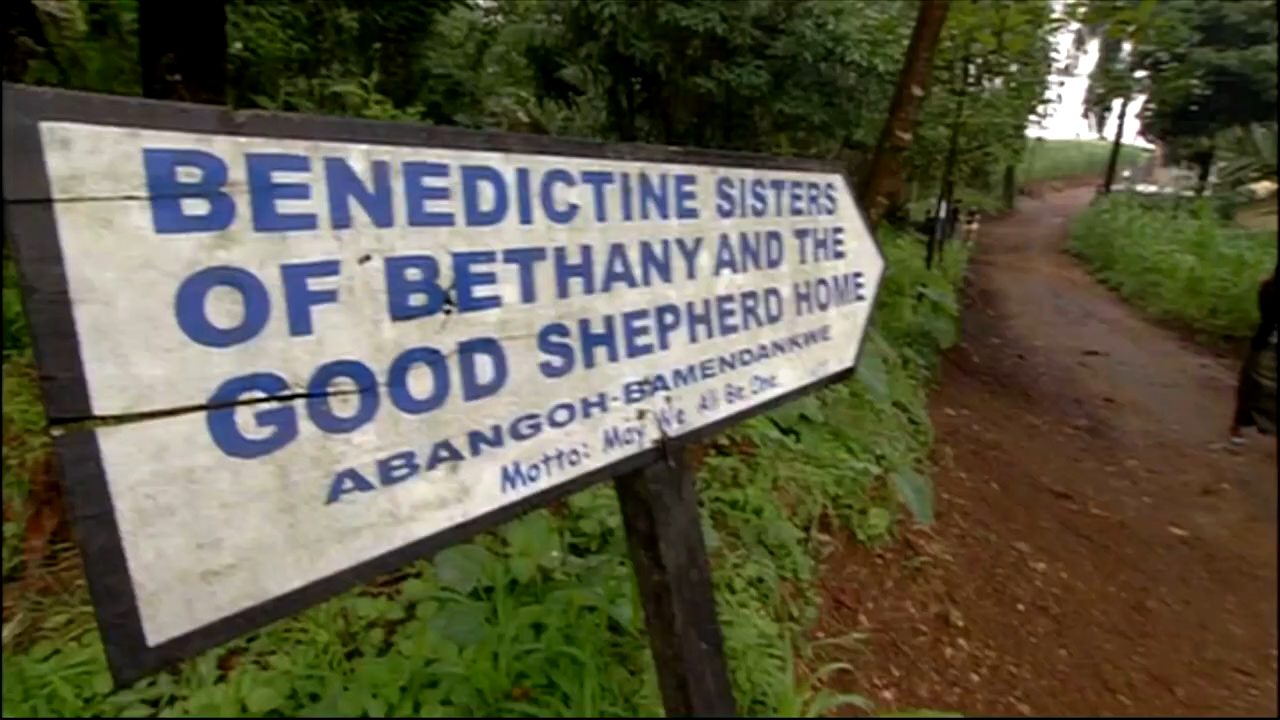 BENEDICTINE SISTERS
OF BETHANY AND THE
GOOD SHEPHERD HOME
ABANGOH-BAMENDANKWE
Motto: May We All Be One